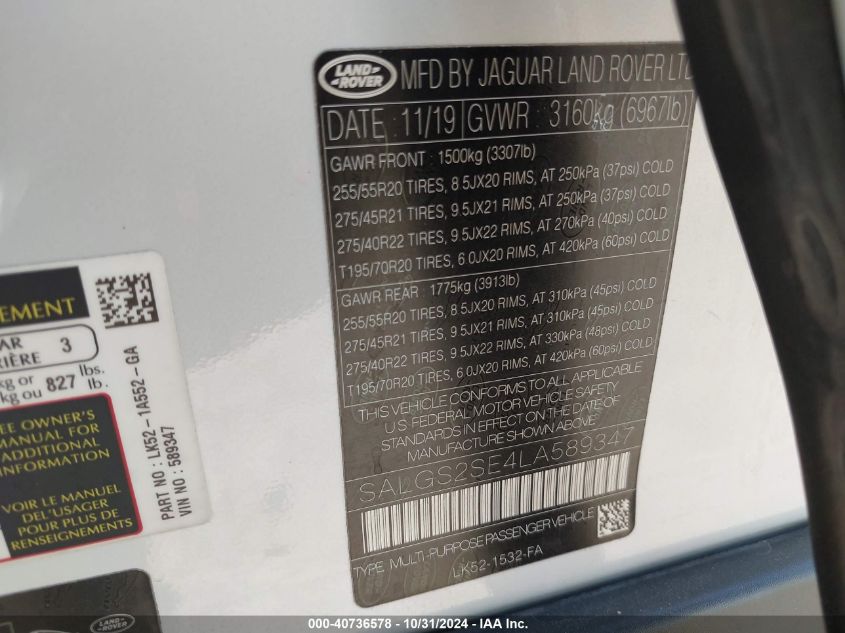 LAND
ROVER
MFD BY JAGUAR LAND ROVER LTD
DATE : 11/19 GVWR : 3160kg (6967lb)
GAWR FRONT : 1500kg (3307lb)
255/55R20 TIRES, 8 5JX20 RIMS, AT 250kPa (37psi) COLD
275/45R21 TIRES, 9 5JX21 RIMS, AT 250kPa (37psi) COLD
275/40R22 TIRES, 9 5JX22 RIMS, AT 270kPa (40psi) COLD
T195/70R20 TIRES, 6 0JX20 RIMS, AT 420kPa (60psi) COLD
GAWR REAR : 1775kg (3913lb)
255/55R20 TIRES, 8 5JX20 RIMS, AT 310kPa (45psi) COLD
275/45R21 TIRES, 9 5JX21 RIMS, AT 310kPa (45psi) COLD
275/40R22 TIRES, 9 5JX22 RIMS, AT 330kPa (48psi) COLD
T195/70R20 TIRES, 6 0JX20 RIMS, AT 420kPa (60psi) COLD
THIS VEHICLE CONFORMS TO ALL APPLICABLE
U.S. FEDERAL MOTOR VEHICLE SAFETY
STANDARDS IN EFFECT ON THE DATE OF
MANUFACTURE SHOWN ABOVE
SALGS2SE4LA589347
TYPE : MULTI-PURPOSE PASSENGER VEHICLE
LK52-1532-FA
3
kg or
kg ou 827 lbs.
lb.
OWNER'S
MANUAL FOR
ADDITIONAL
INFORMATION
VOIR LE MANUEL
DEL'USAGER
POUR PLUS DE
RENSEIGNEMENTS
PART NO : LK52-1A552-GA
VIN NO : 589347
LAND
ROVER
000-40736578 - 10/31/2024 - IAA Inc.